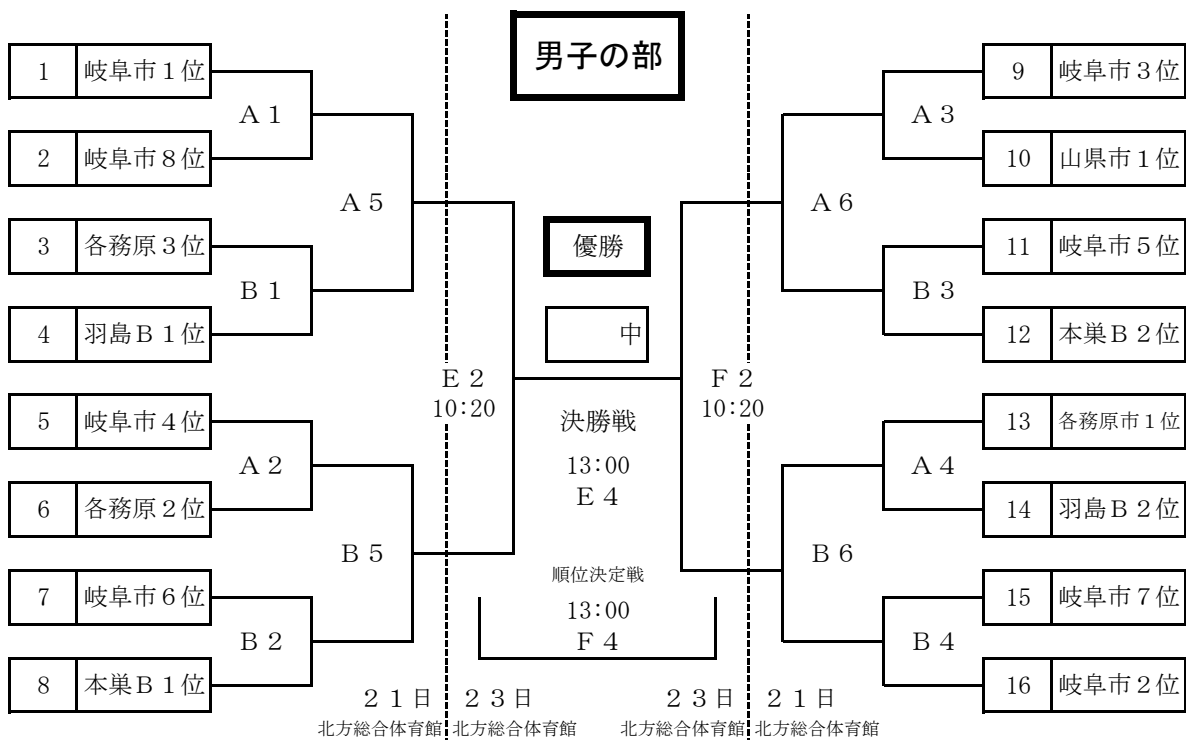 男子の部
1 岐阜市１位
A１
2 岐阜市８位
A５
3 各務原３位
B１
4 羽島B１位
E２
10:20
5 岐阜市４位
A２
6 各務原２位
B５
7 岐阜市６位
B２
8 本巣B１位
優勝
中
決勝戦
13:00
E４
順位決定戦
13:00
F４
9 岐阜市３位
A３
10 山県市１位
A６
11 岐阜市５位
B３
12 本巣B２位
F２
10:20
13 各務原市１位
A４
14 羽島B２位
B６
15 岐阜市７位
B４
16 岐阜市２位
２１日 ２３日 ２３日 ２１日
北方総合体育館 北方総合体育館 北方総合体育館 北方総合体育館